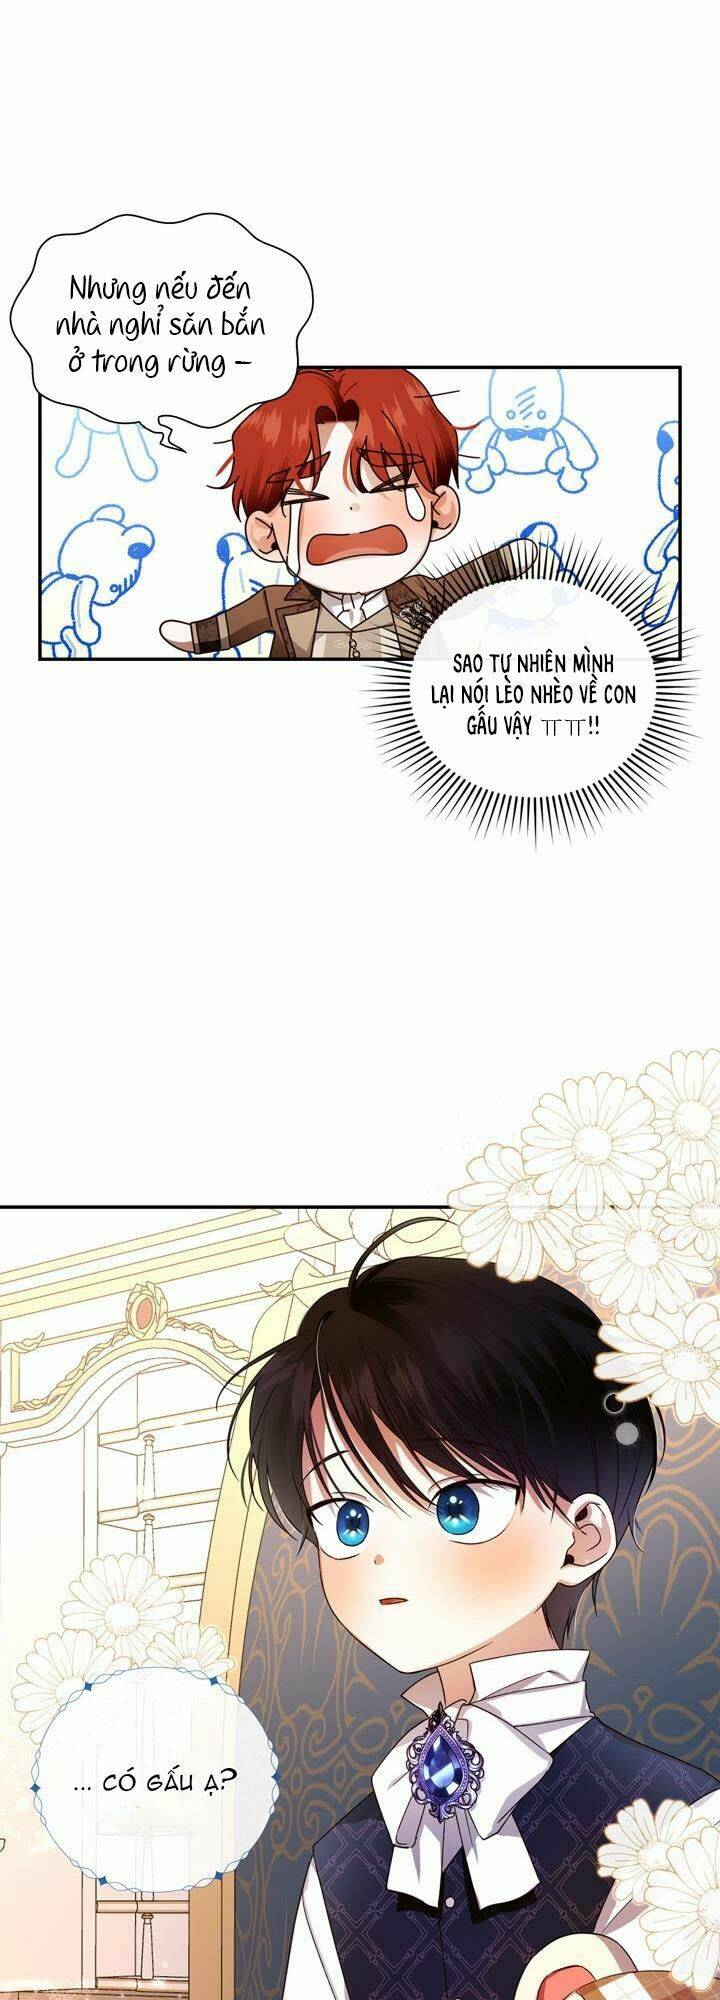 Nhưng nếu đến
nhà nghỉ săn bắn
ở trong rừng –
SAO TỰ NHIÊN MÌNH
LẠI NÓI LÈO NHÈO VỀ CON
GẤU VẬY ㅠㅠ!!
... CÓ GẤU Ạ?